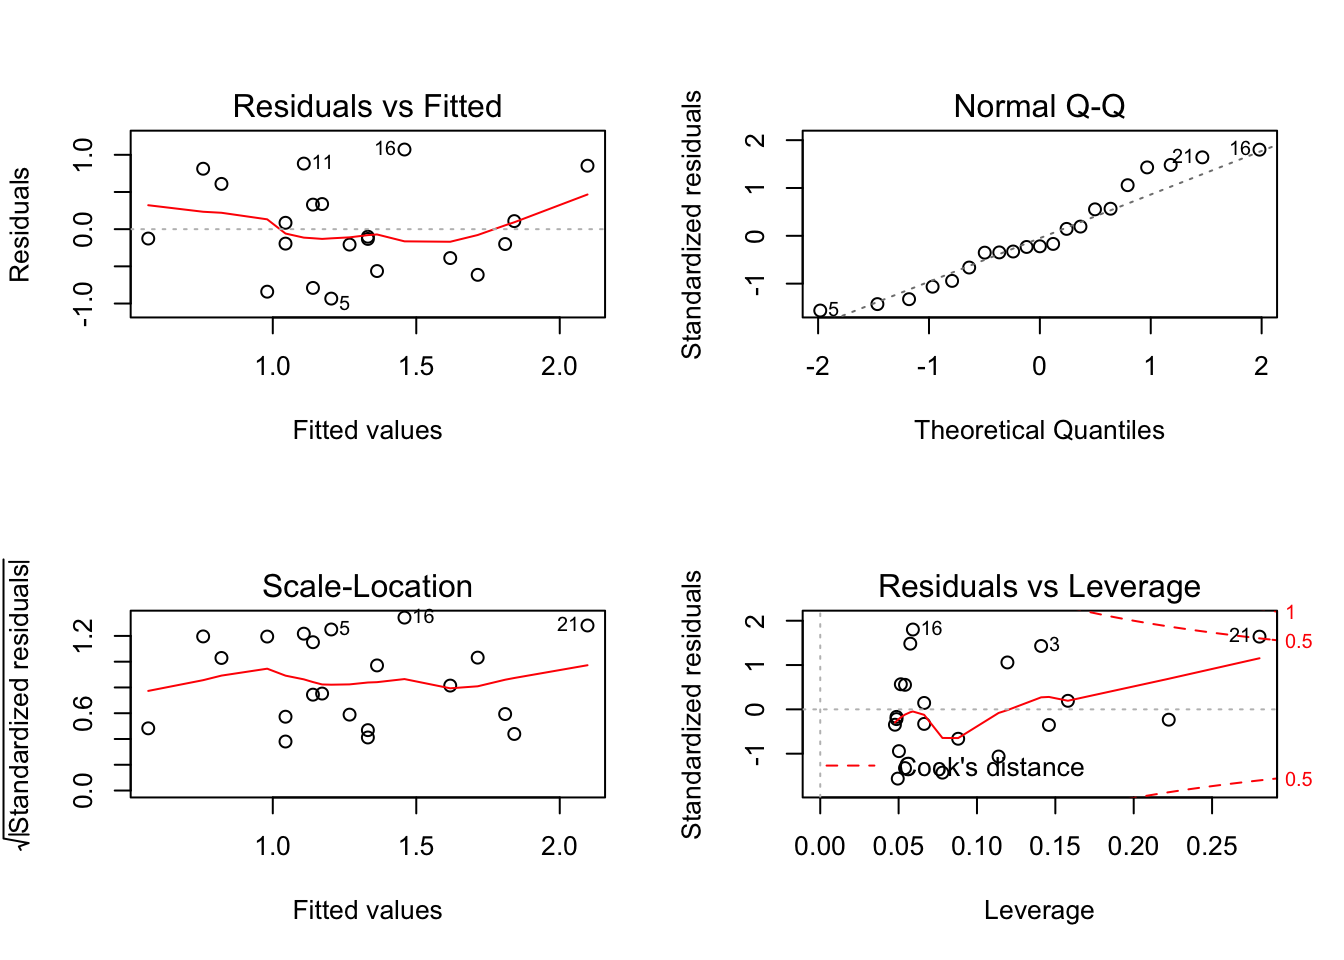 Residuals vs Fitted
Residuals
1.0
0.0
-1.0
11
16
5
1.0 1.5 2.0
Fitted values
Normal Q-Q
Standardized residuals
2
1
0
-1
21
16
5
-2 -1 0 1 2
Theoretical Quantiles
Scale-Location
√|Standardized residuals|
1.2
0.6
0.0
5
16
21
1.0 1.5 2.0
Fitted values
Residuals vs Leverage
Standardized residuals
2
1
0
-1
16
3
21
1
0.5
0.5
Cook's distance
0.00 0.05 0.10 0.15 0.20 0.25
Leverage